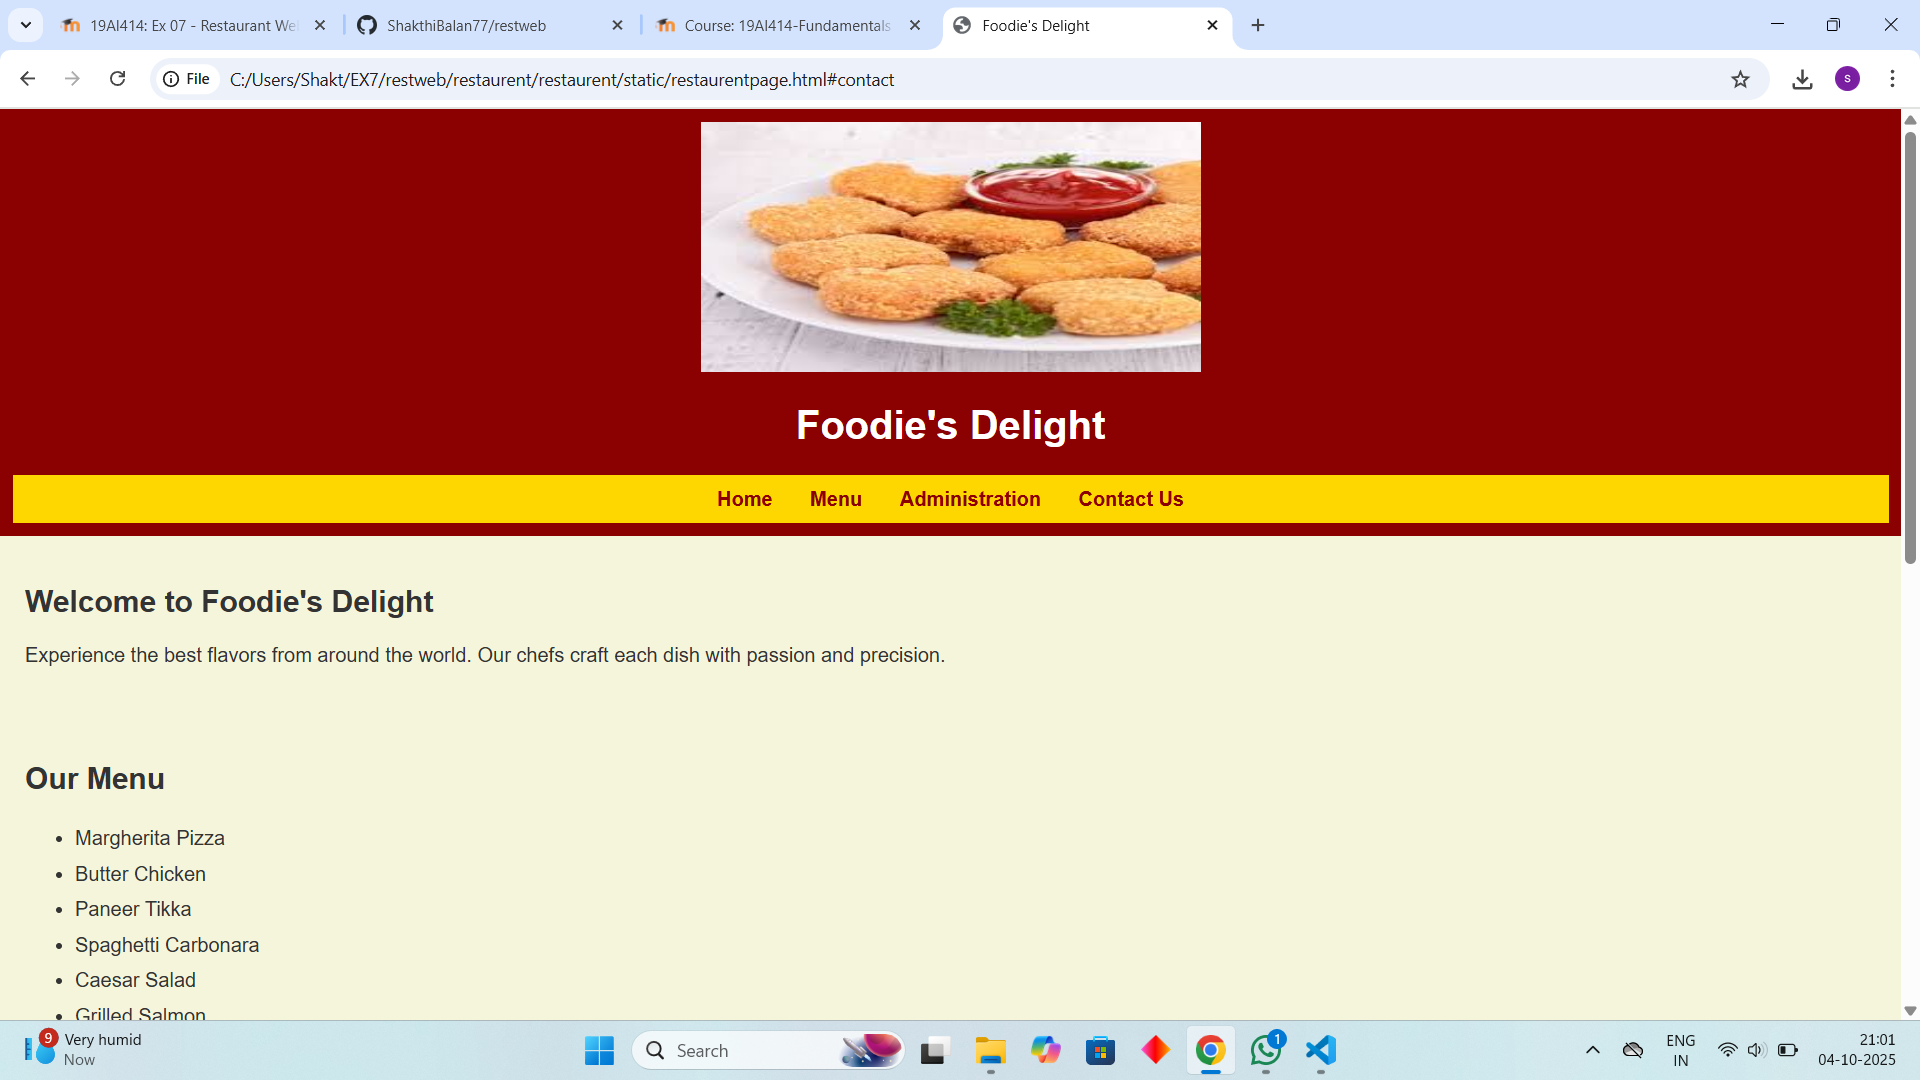 19AI414: Ex 07 - Restaurant We
ShakthiBalan77/restweb
Course: 19AI414-Fundamentals
Foodie's Delight
File
C:/Users/Shakt/EX7/restweb/restaurent/restaurent/static/restaurentpage.html#contact
s
Foodie's Delight
Home Menu Administration Contact Us
Welcome to Foodie's Delight
Experience the best flavors from around the world. Our chefs craft each dish with passion and precision.
Our Menu
• Margherita Pizza
• Butter Chicken
• Paneer Tikka
• Spaghetti Carbonara
• Caesar Salad
• Grilled Salmon
9
Very humid
Now
Search
1
ENG
IN
21:01
04-10-2025